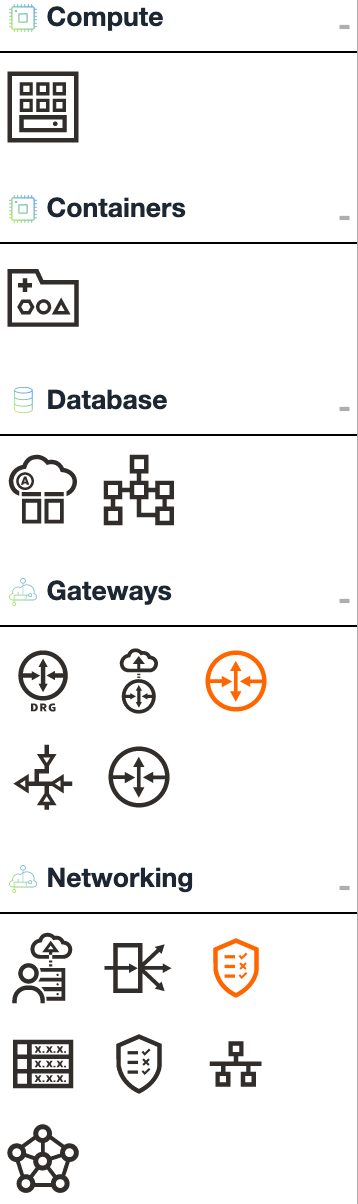 Compute
Containers
Database
A
Gateways
DRG
Networking
x.x.x.
x.x.x.
x.x.x.